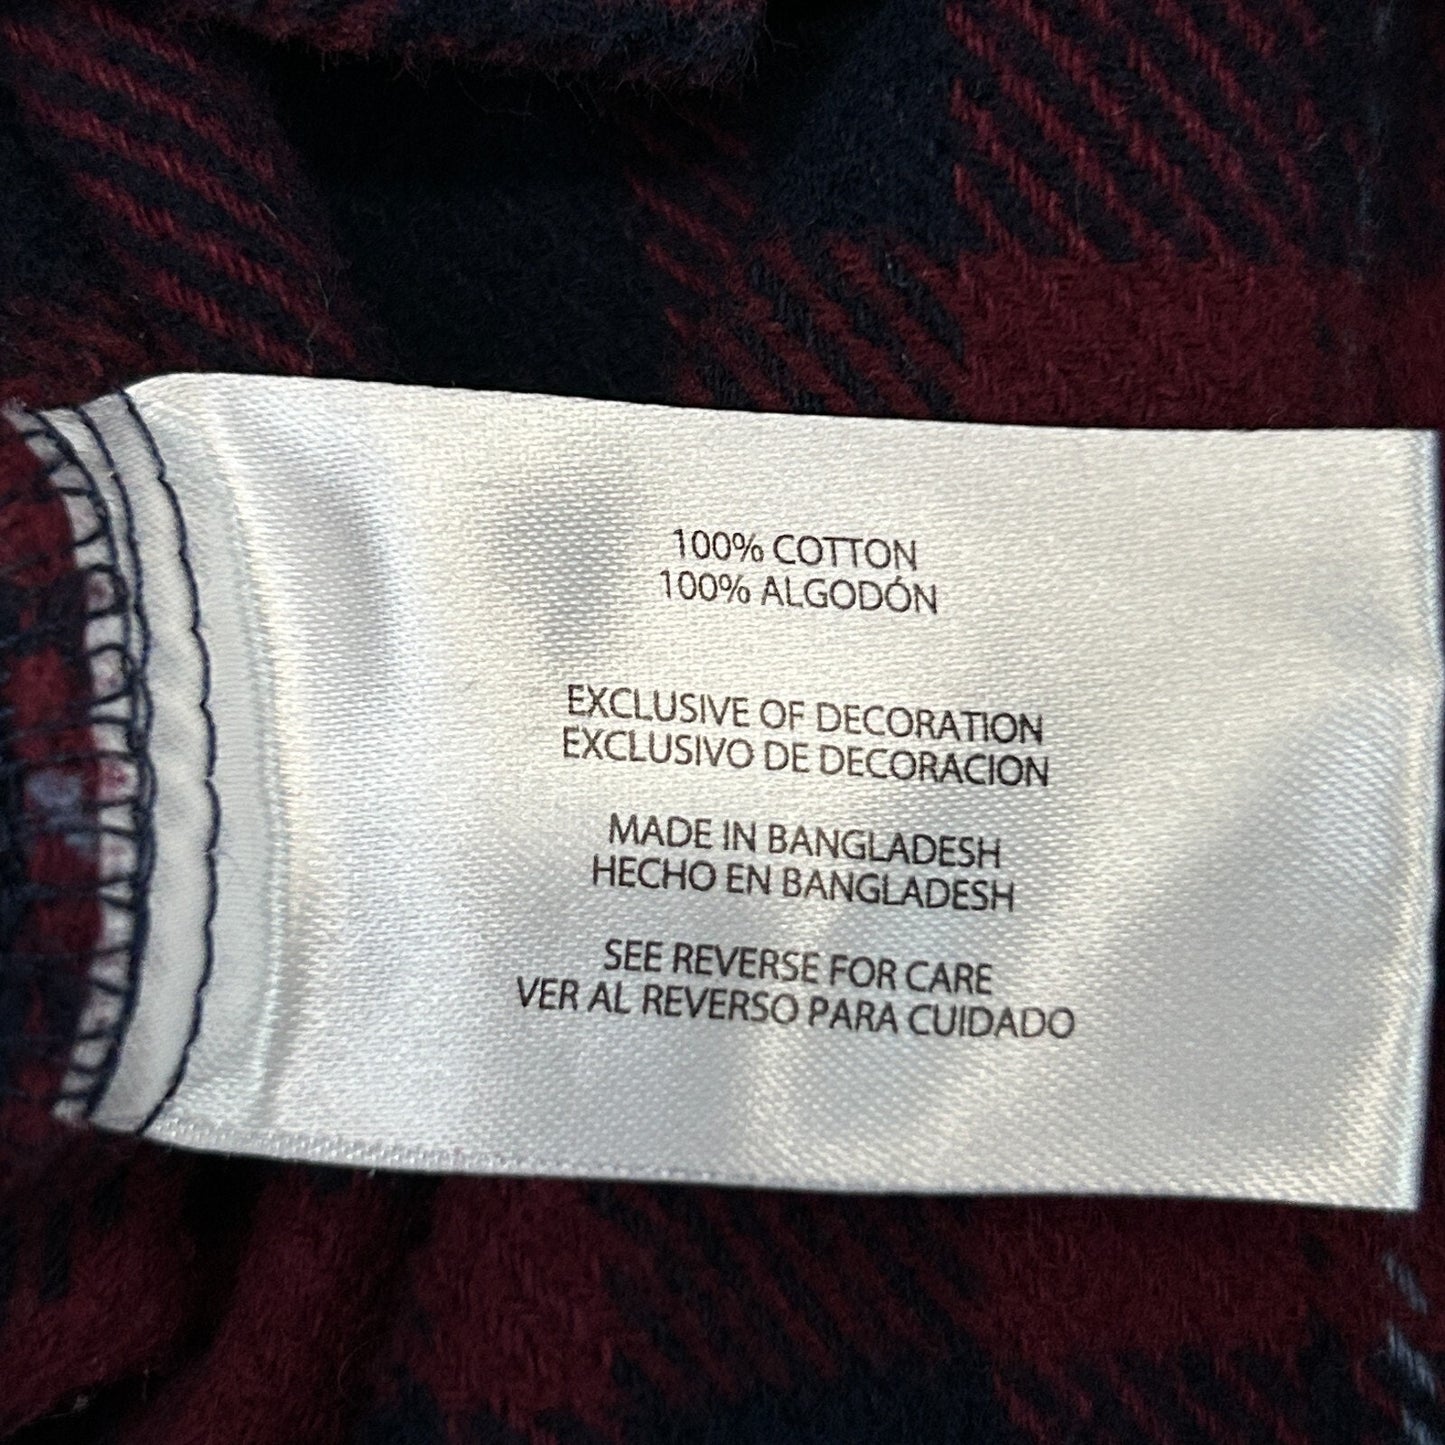 100% COTTON
100% ALGODÓN
EXCLUSIVE OF DECORATION
EXCLUSIVO DE DECORACION
MADE IN BANGLADESH
HECHO EN BANGLADESH
SEE REVERSE FOR CARE
VER AL REVERSO PARA CUIDADO